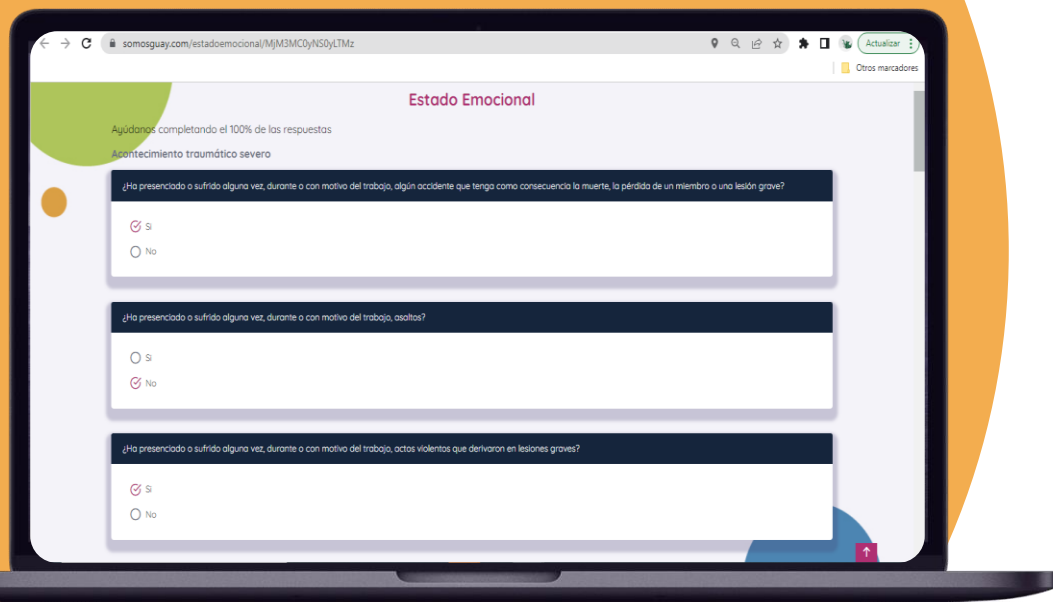 somosguay.com/estadoemocional/MjM3MC0yNS0yLTMz
Actualizar
Otros marcadores
Estado Emocional
Ayúdanos completando el 100% de las respuestas
Acontecimiento traumático severo
¿Ha presenciado o sufrido alguna vez, durante o con motivo del trabajo, algún accidente que tenga como consecuencia la muerte, la pérdida de un miembro o una lesión grave?
Si
No
¿Ha presenciado o sufrido alguna vez, durante o con motivo del trabajo, asaltos?
Si
No
¿Ha presenciado o sufrido alguna vez, durante o con motivo del trabajo, actos violentos que derivaron en lesiones graves?
Si
No